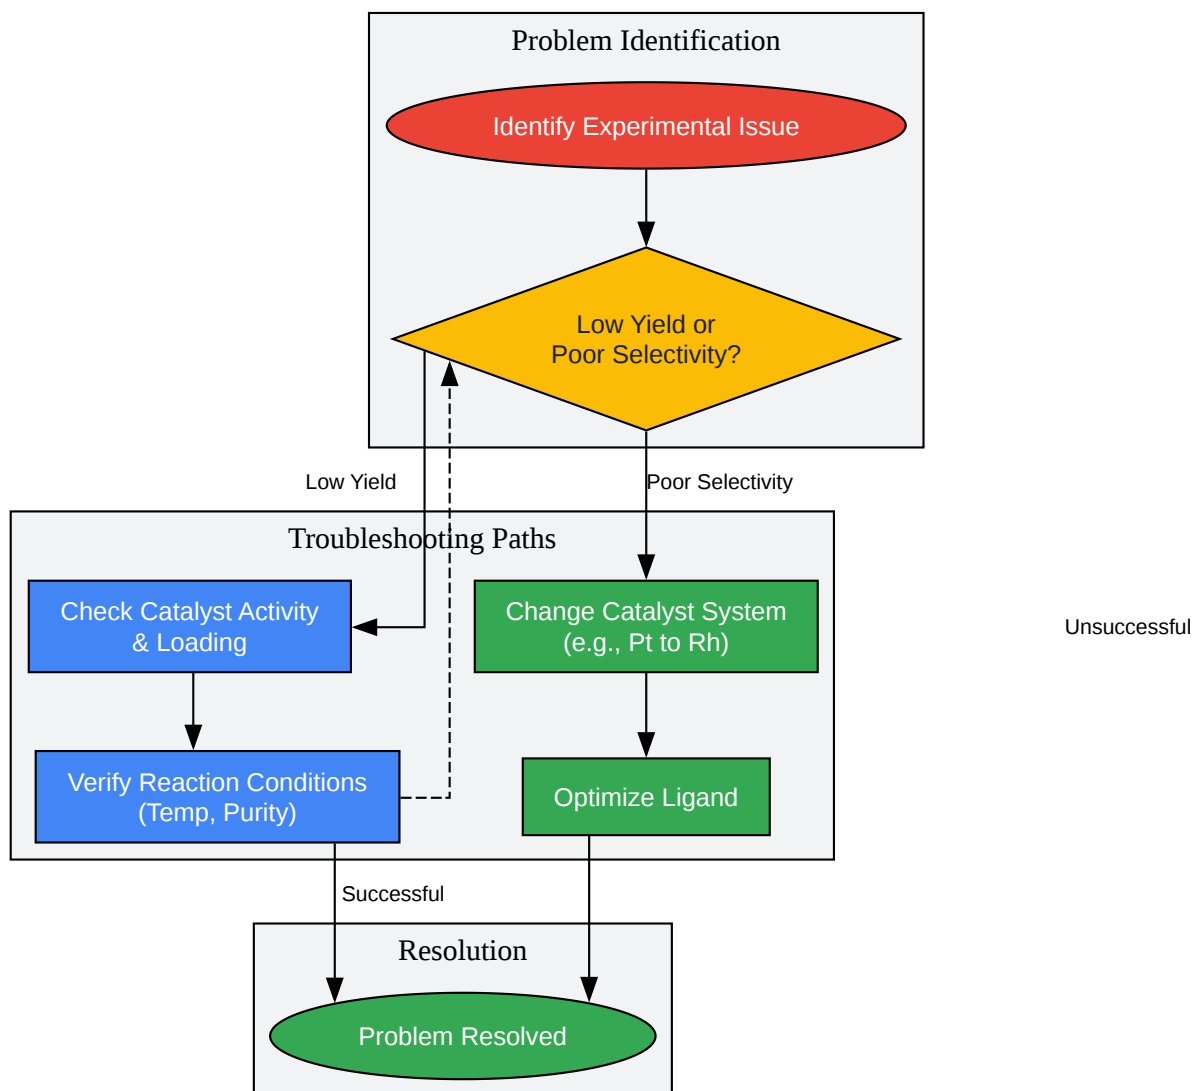 Problem Identification
Identify Experimental Issue
Low Yield or
Poor Selectivity?
Low Yield
Poor Selectivity
Troubleshooting Paths
Check Catalyst Activity
& Loading
Change Catalyst System
(e.g., Pt to Rh)
Unsuccessful
Verify Reaction Conditions
(Temp, Purity)
Optimize Ligand
Successful
Resolution
Problem Resolved